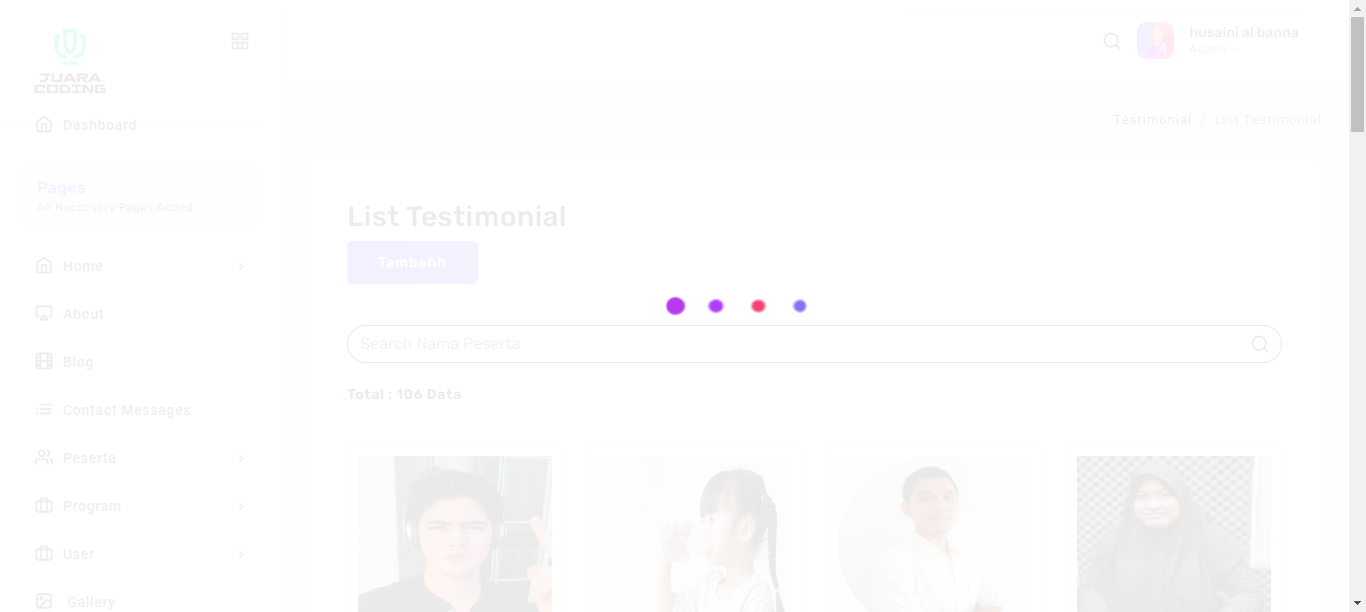 JUARA
CODING
husaini al banna
Admin
Dashboard
Testimonial / List Testimonial
Pages
All Neccesory Pages Added
List Testimonial
Tambahh
Home
About
Search Nama Peserta
Blog
Total : 106 Data
Contact Messages
Peserta
Program
User
Gallery